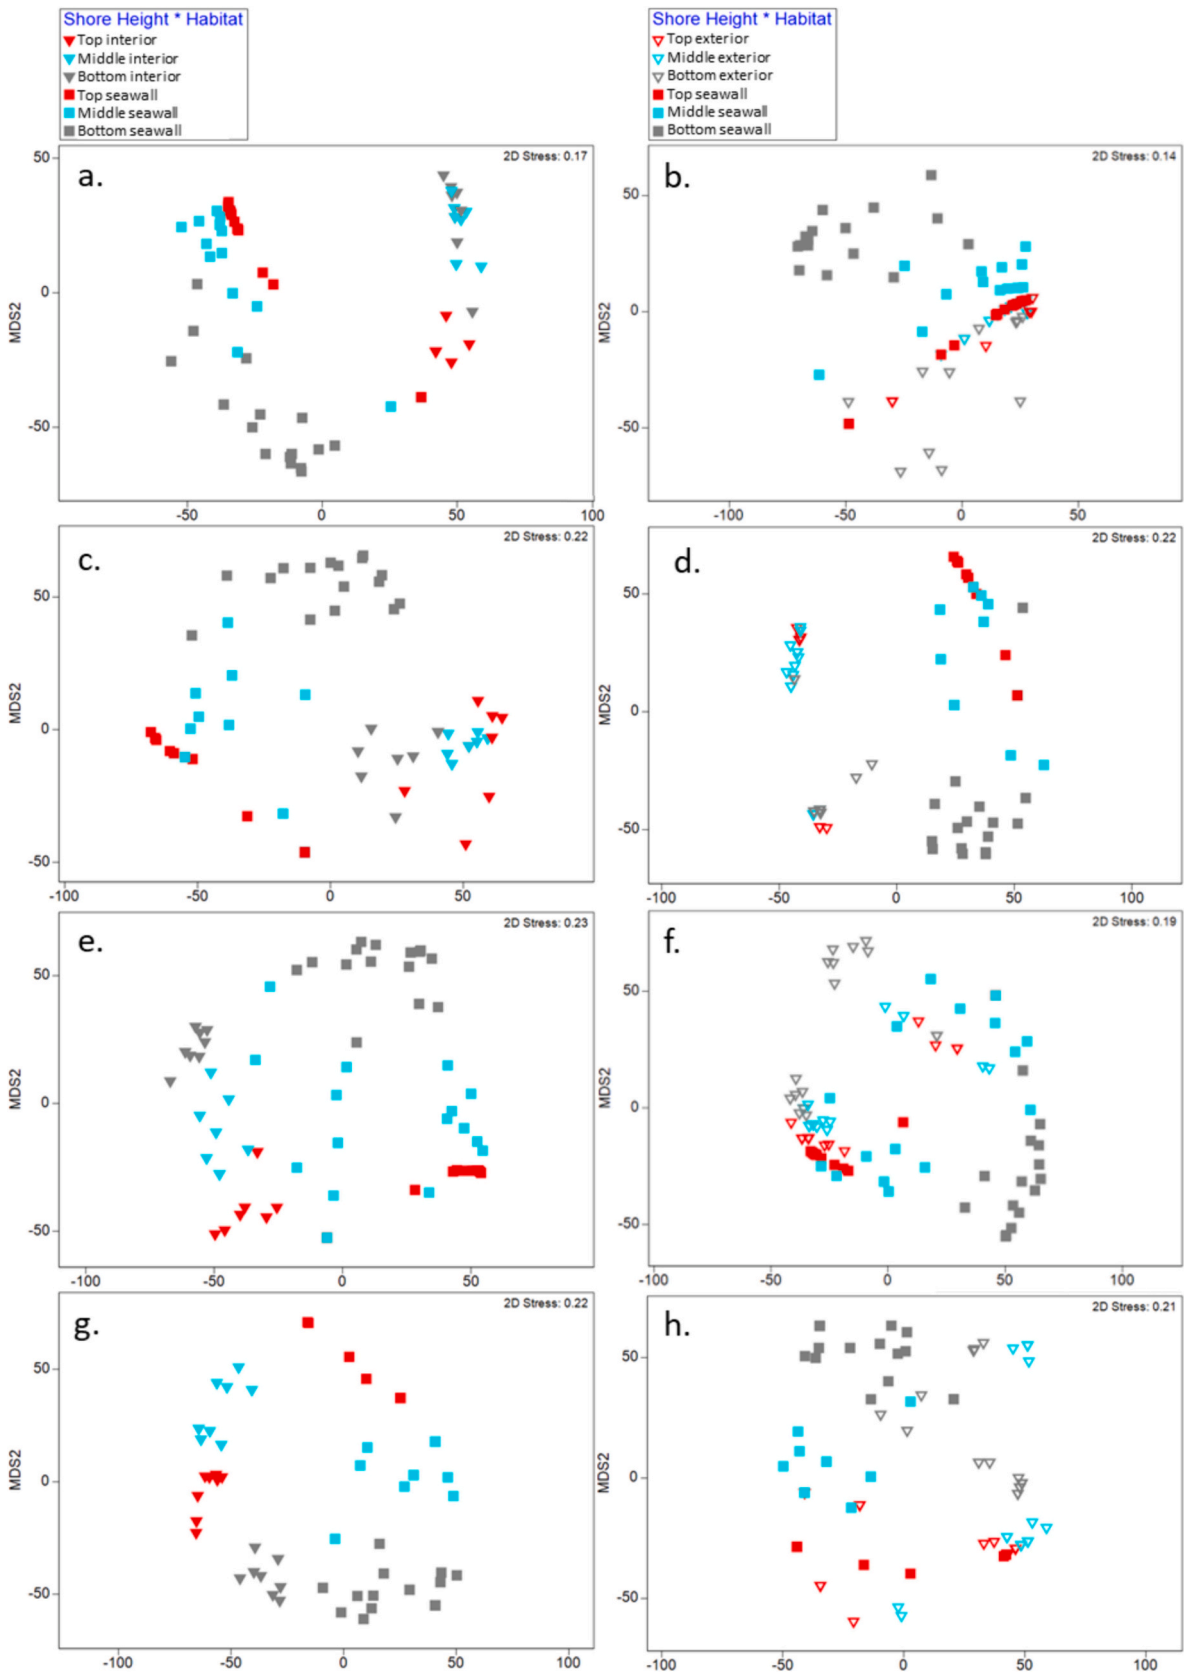 Shore Height * Habitat
Top interior
Middle interior
Bottom interior
Top seawall
Middle seawall
Bottom seawall
Shore Height * Habitat
Top exterior
Middle exterior
Bottom exterior
Top seawall
Middle seawall
Bottom seawall
a.
2D Stress: 0.17
MDS2
50
0
-50
-50 0 50 100
b.
2D Stress: 0.14
MDS2
50
0
-50
-100 -50 0 50
c.
2D Stress: 0.22
MDS2
50
0
-50
-100 -50 0 50
d.
2D Stress: 0.22
MDS2
50
0
-50
-100 -50 0 50 100
e.
2D Stress: 0.23
MDS2
50
0
-50
-100 -50 0 50
f.
2D Stress: 0.19
MDS2
50
0
-50
-100 -50 0 50 100
g.
2D Stress: 0.22
MDS2
50
0
-50
-100 -50 0 50 100
h.
2D Stress: 0.21
MDS2
50
0
-50
-100 -50 0 50 100